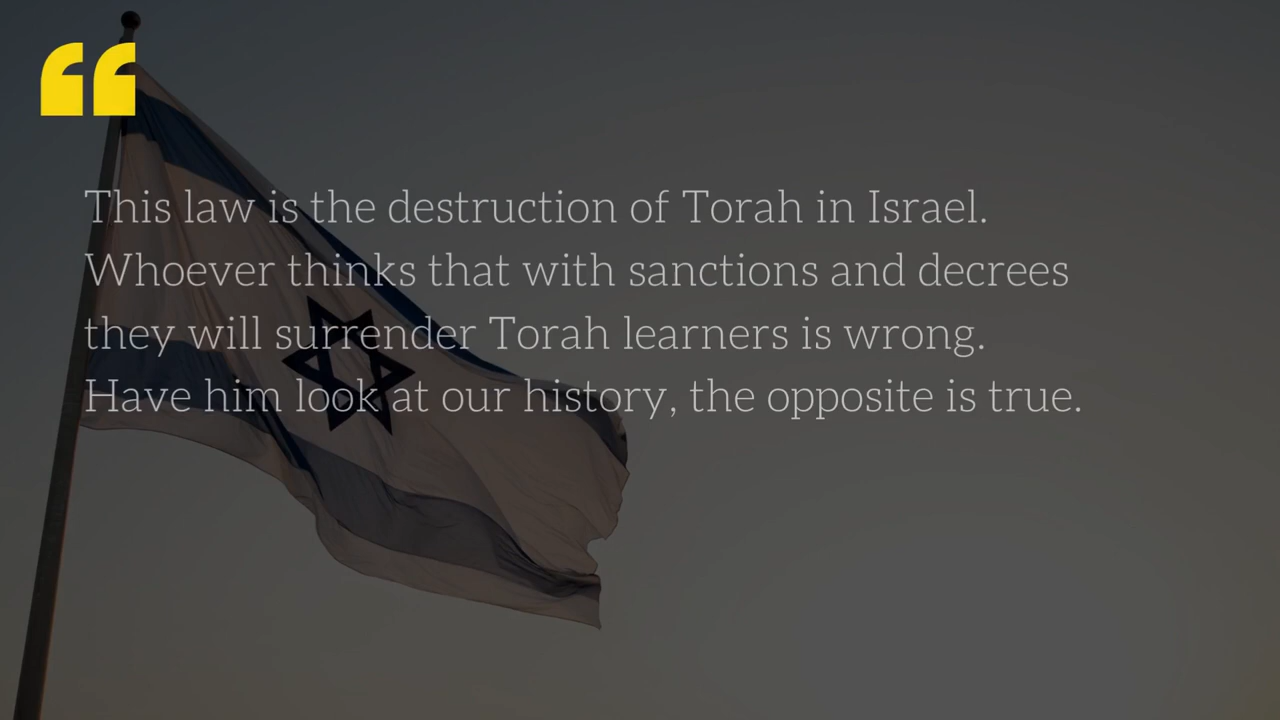 This law is the destruction of Torah in Israel.
Whoever thinks that with sanctions and decrees
they will surrender Torah learners is wrong.
Have him look at our history, the opposite is true.